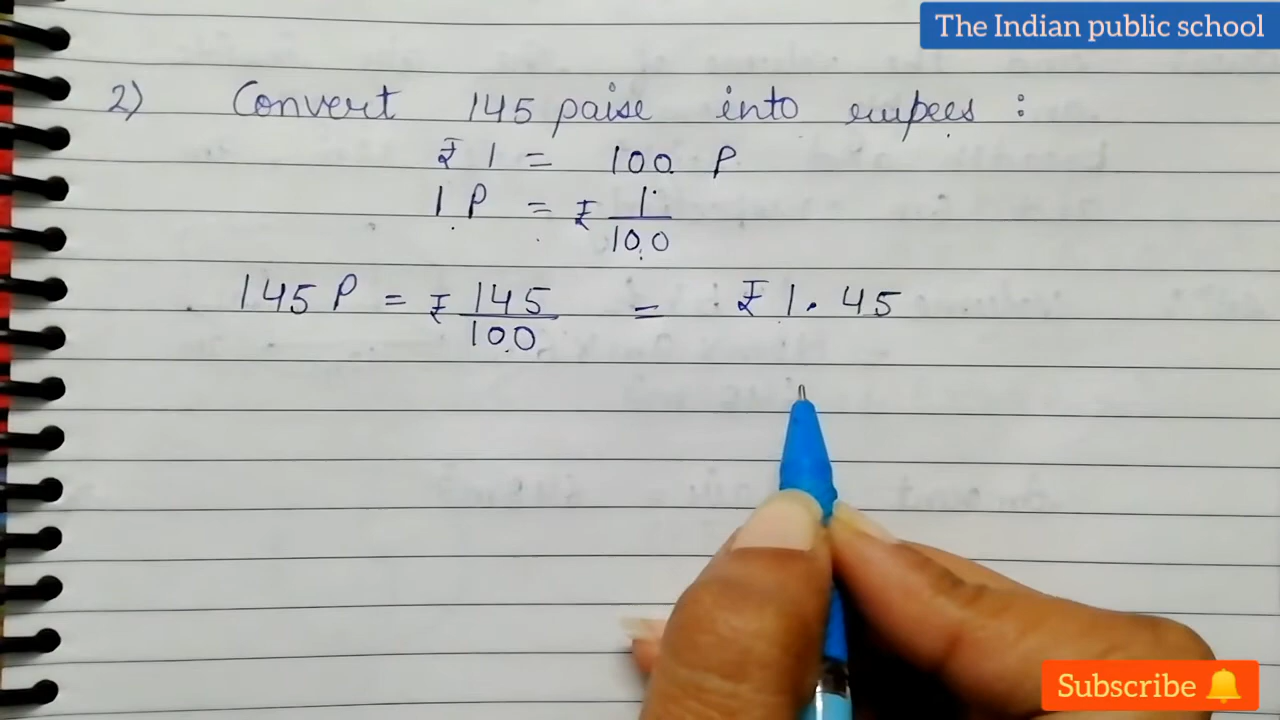 The Indian public school
2) Convert 145 paise into rupees :
₹ 1 = 100 P
1 P = ₹ 1/100
145 P = ₹ 145/100 = ₹ 1.45
Subscribe